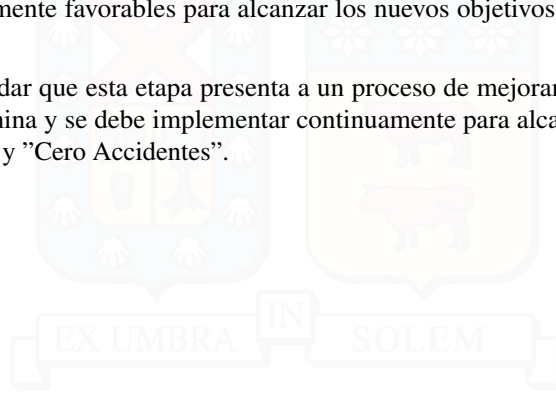 mente favorables para alcanzar los nuevos objetivos
dar que esta etapa presenta a un proceso de mejora
ina y se debe implementar continuamente para alca
y ”Cero Accidentes”.
EX UMBRA IN SOLEM